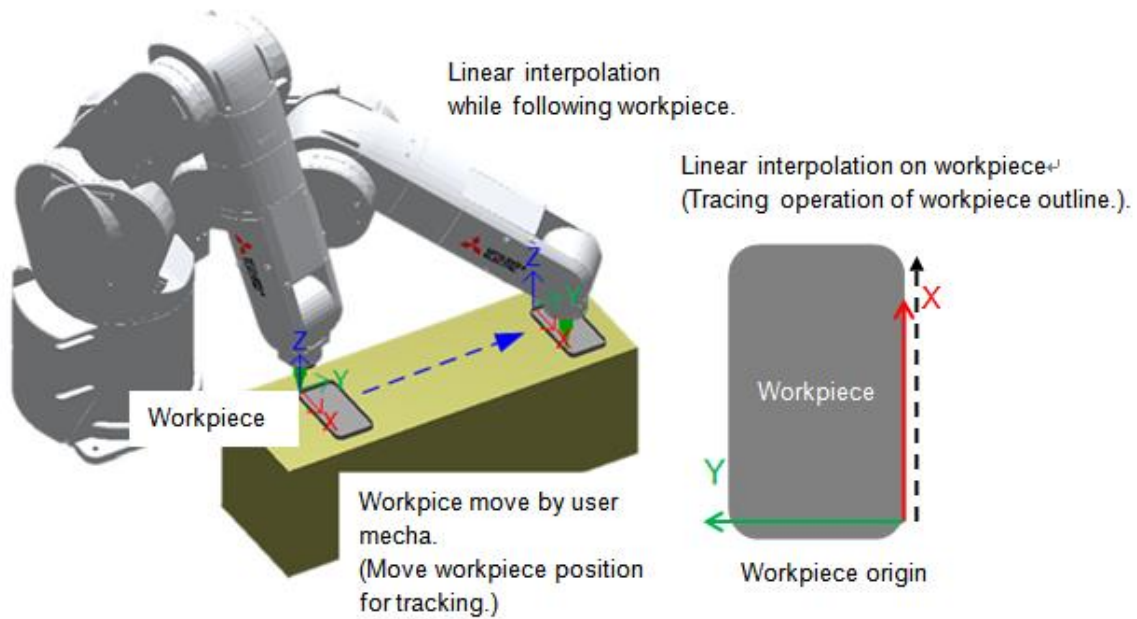 Linear interpolation
while following workpiece.
Linear interpolation on workpiece↵
(Tracing operation of workpiece outline.).
Z
Y
X
Z
Y
X
Workpiece
Workpice move by user
mecha.
(Move workpiece position
for tracking.)
X
Workpiece
Y
Workpiece origin